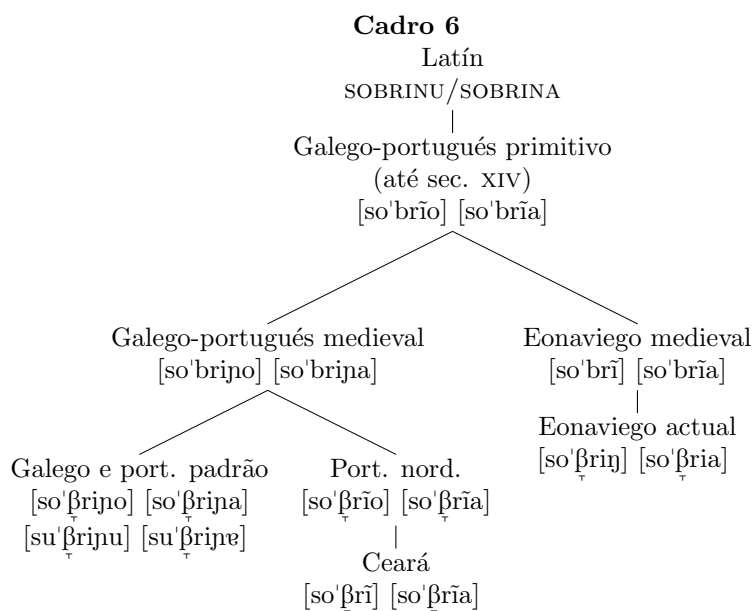 Cadro 6
Latín
SOBRINU/SOBRINA
Galego-portugués primitivo
(até sec. XIV)
[soˈbrĩo] [soˈbrĩa]
Galego-portugués medieval
[soˈbriɲo] [soˈbriɲa]
Eonaviego medieval
[soˈbrĩ] [soˈbrĩa]
Eonaviego actual
[soˈβ̞riŋ] [soˈβ̞ria]
Galego e port. padrão
[soˈβ̞riɲo] [soˈβ̞riɲa]
[suˈβ̞riɲu] [suˈβ̞riɲɐ]
Port. nord.
[soˈβ̞rĩo] [soˈβ̞rĩa]
Ceará
[soˈβ̞rĩ] [soˈβ̞rĩa]